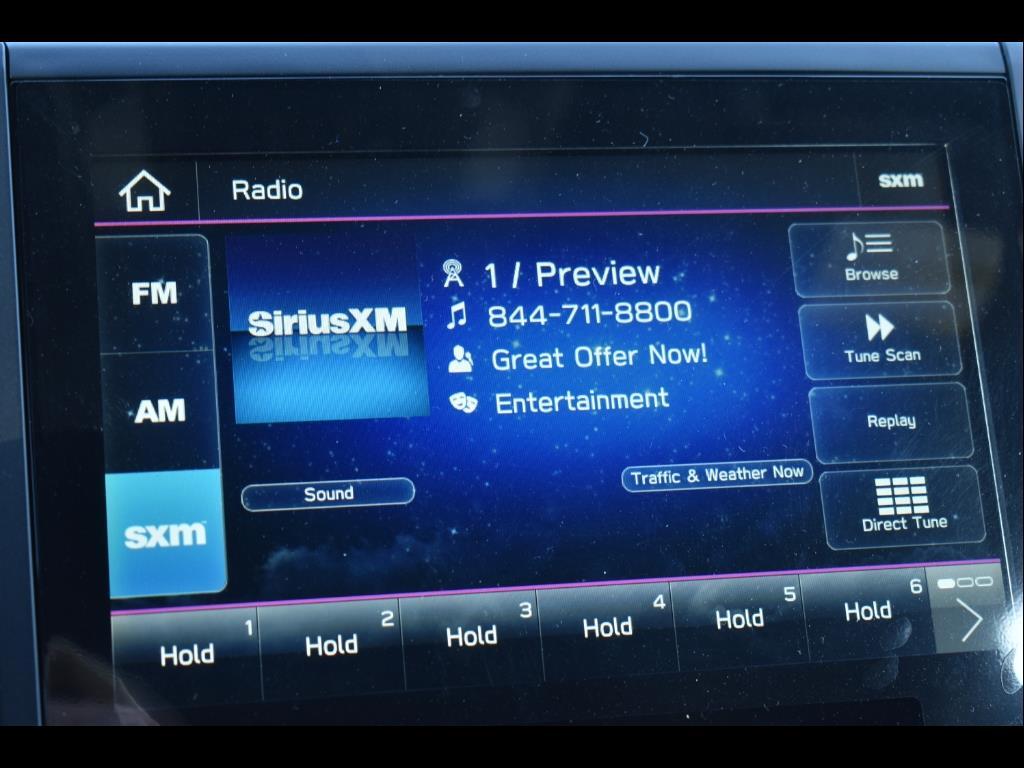 Radio
sxm
FM
AM
sxm
SiriusXM
1 / Preview
844-711-8800
Great Offer Now!
Entertainment
Browse
Tune Scan
Replay
Direct Tune
Sound
Traffic & Weather Now
1
Hold
2
Hold
3
Hold
4
Hold
5
Hold
6
Hold